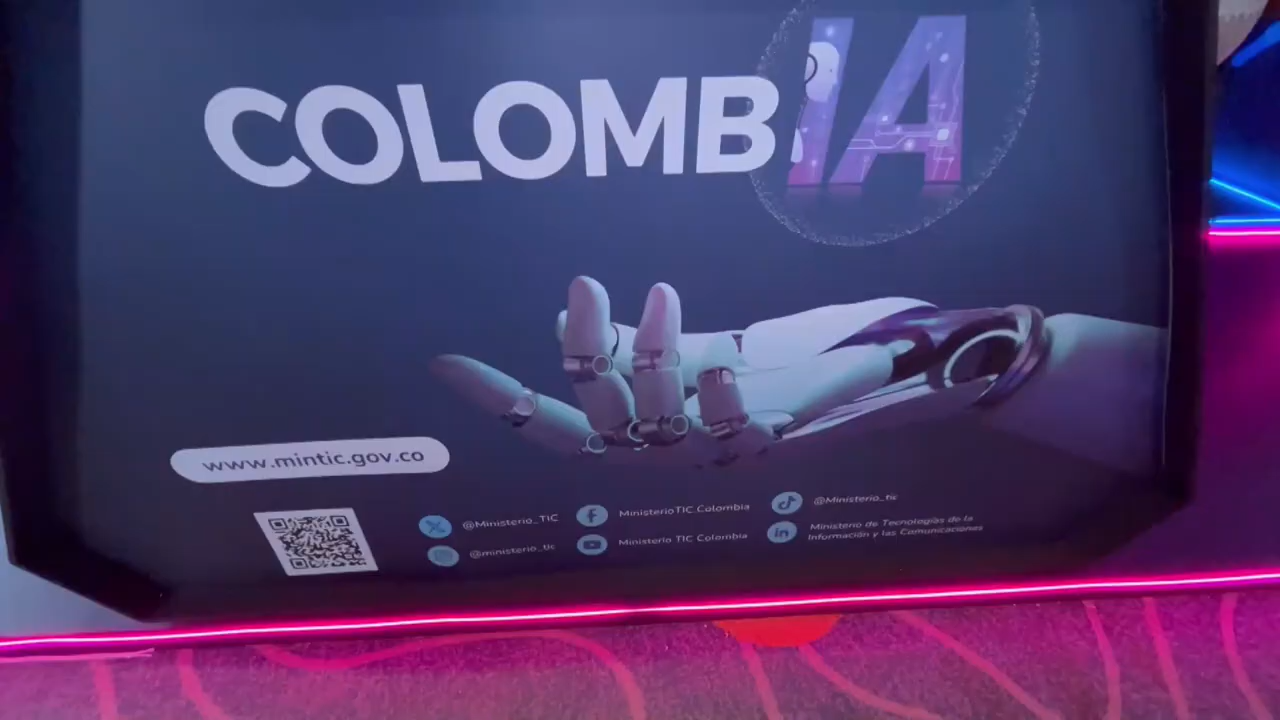 COLOMBIA
www.mintic.gov.co
@Ministerio_TIC
MinisterioTIC.Colombia
@Ministerio_tic
@ministerio_tic
Ministerio TIC Colombia
Ministerio de Tecnologías de la
Información y las Comunicaciones